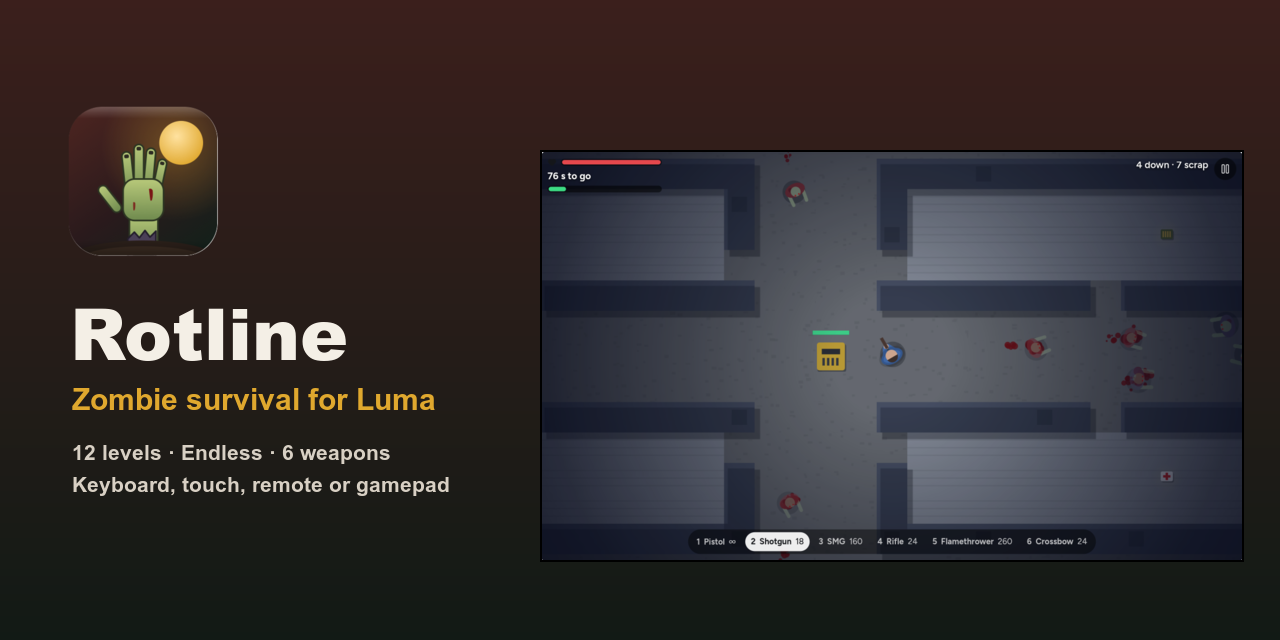 Rotline
Zombie survival for Luma
12 levels · Endless · 6 weapons
Keyboard, touch, remote or gamepad
76 s to go
4 down · 7 scrap
1 Pistol ∞ 2 Shotgun 18 3 SMG 160 4 Rifle 24 5 Flamethrower 260 6 Crossbow 24